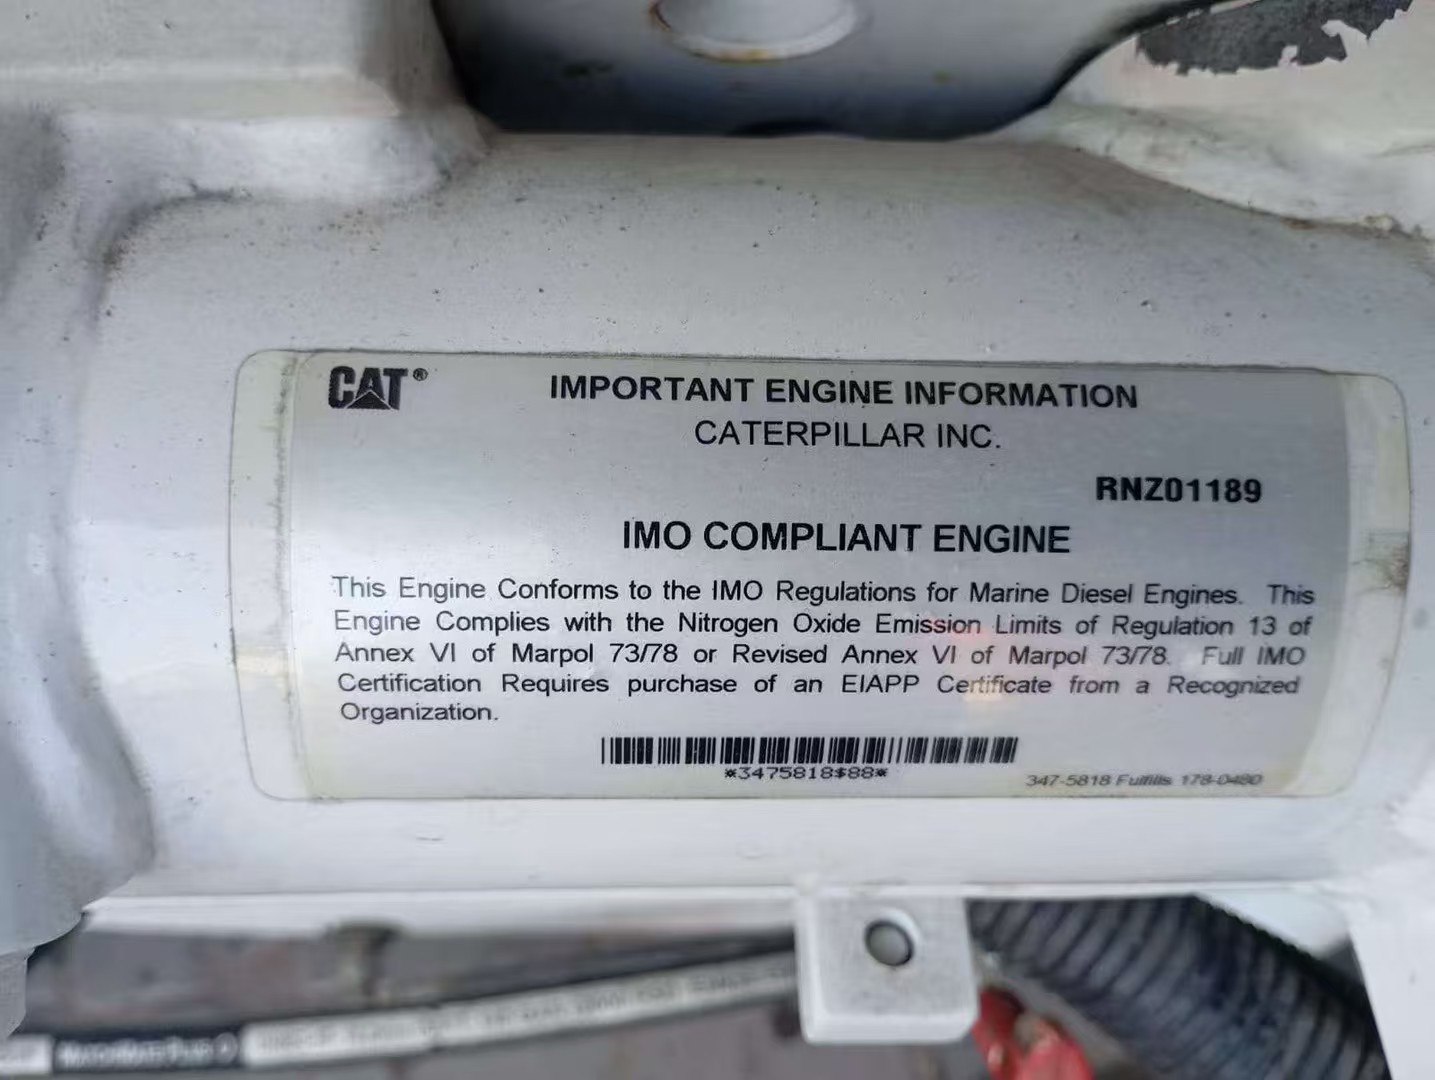 CAT®
IMPORTANT ENGINE INFORMATION
CATERPILLAR INC.
RNZ01189
IMO COMPLIANT ENGINE
This Engine Conforms to the IMO Regulations for Marine Diesel Engines. This
Engine Complies with the Nitrogen Oxide Emission Limits of Regulation 13 of
Annex VI of Marpol 73/78 or Revised Annex VI of Marpol 73/78. Full IMO
Certification Requires purchase of an EIAPP Certificate from a Recognized
Organization.
*3475818$88*
347-5818 Fulfills 178-0480